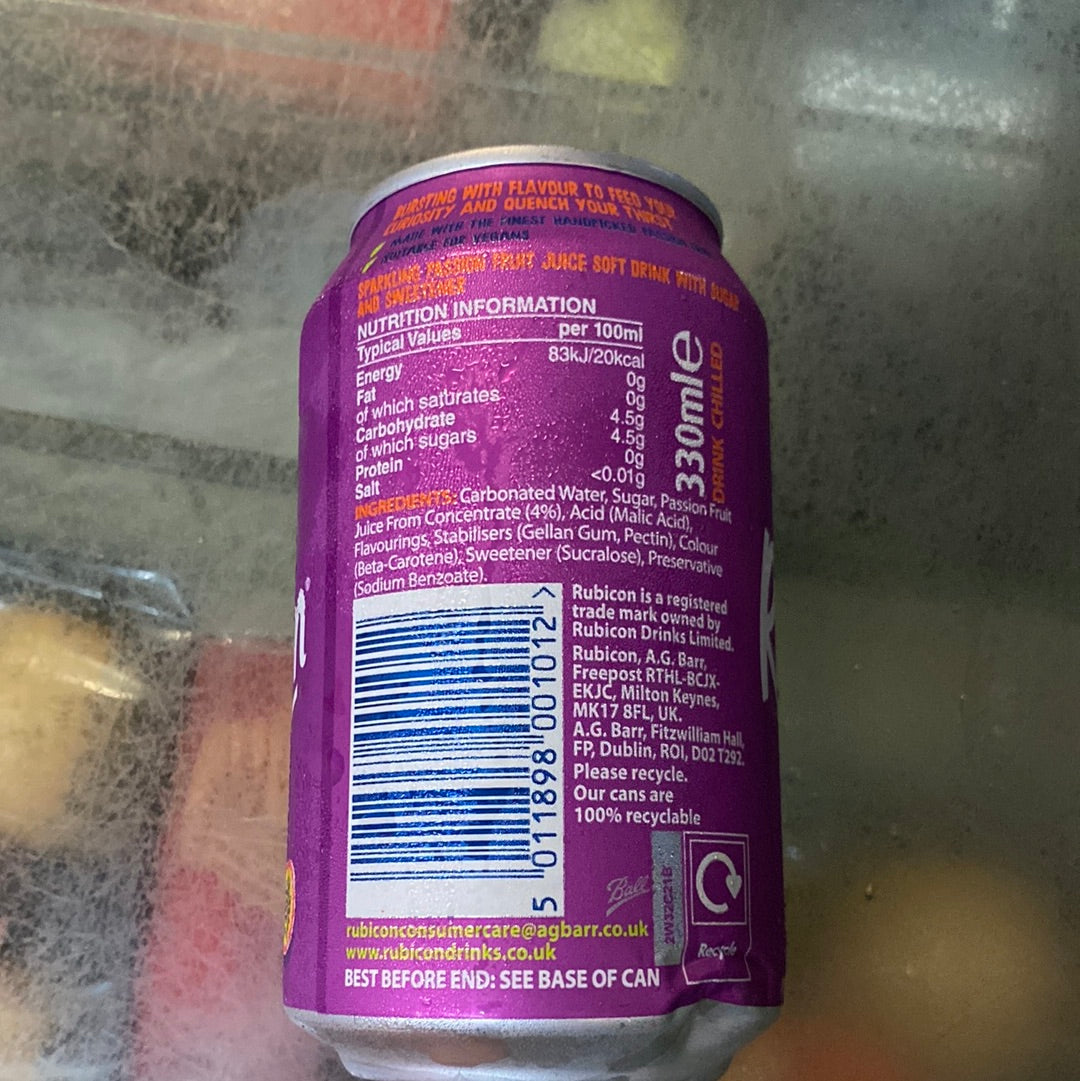 BURSTING WITH FLAVOUR TO FEED YOUR
CURIOSITY AND QUENCH YOUR THIRST
MADE WITH THE FINEST HANDPICKED PASSION
SUITABLE FOR VEGANS
SPARKLING PASSION FRUIT JUICE SOFT DRINK WITH SUGAR
AND SWEETENER
NUTRITION INFORMATION
Typical Values per 100ml
Energy 83kJ/20kcal
Fat 0g
of which saturates 0g
Carbohydrate 4.5g
of which sugars 4.5g
Protein 0g
Salt <0.01g
330ml℮
DRINK CHILLED
INGREDIENTS: Carbonated Water, Sugar, Passion Fruit
Juice From Concentrate (4%), Acid (Malic Acid),
Flavourings, Stabilisers (Gellan Gum, Pectin), Colour
(Beta-Carotene), Sweetener (Sucralose), Preservative
(Sodium Benzoate).
5 011898 001012 >
Rubicon is a registered
trade mark owned by
Rubicon Drinks Limited.
Rubicon, A.G. Barr,
Freepost RTHL-BCJX-
EKJC, Milton Keynes,
MK17 8FL, UK.
A.G. Barr, Fitzwilliam Hall,
FP, Dublin, ROI, D02 T292.
Please recycle.
Our cans are
100% recyclable
Ball
2W32C21B
Recycle
rubiconconsumercare@agbarr.co.uk
www.rubicondrinks.co.uk
BEST BEFORE END: SEE BASE OF CAN